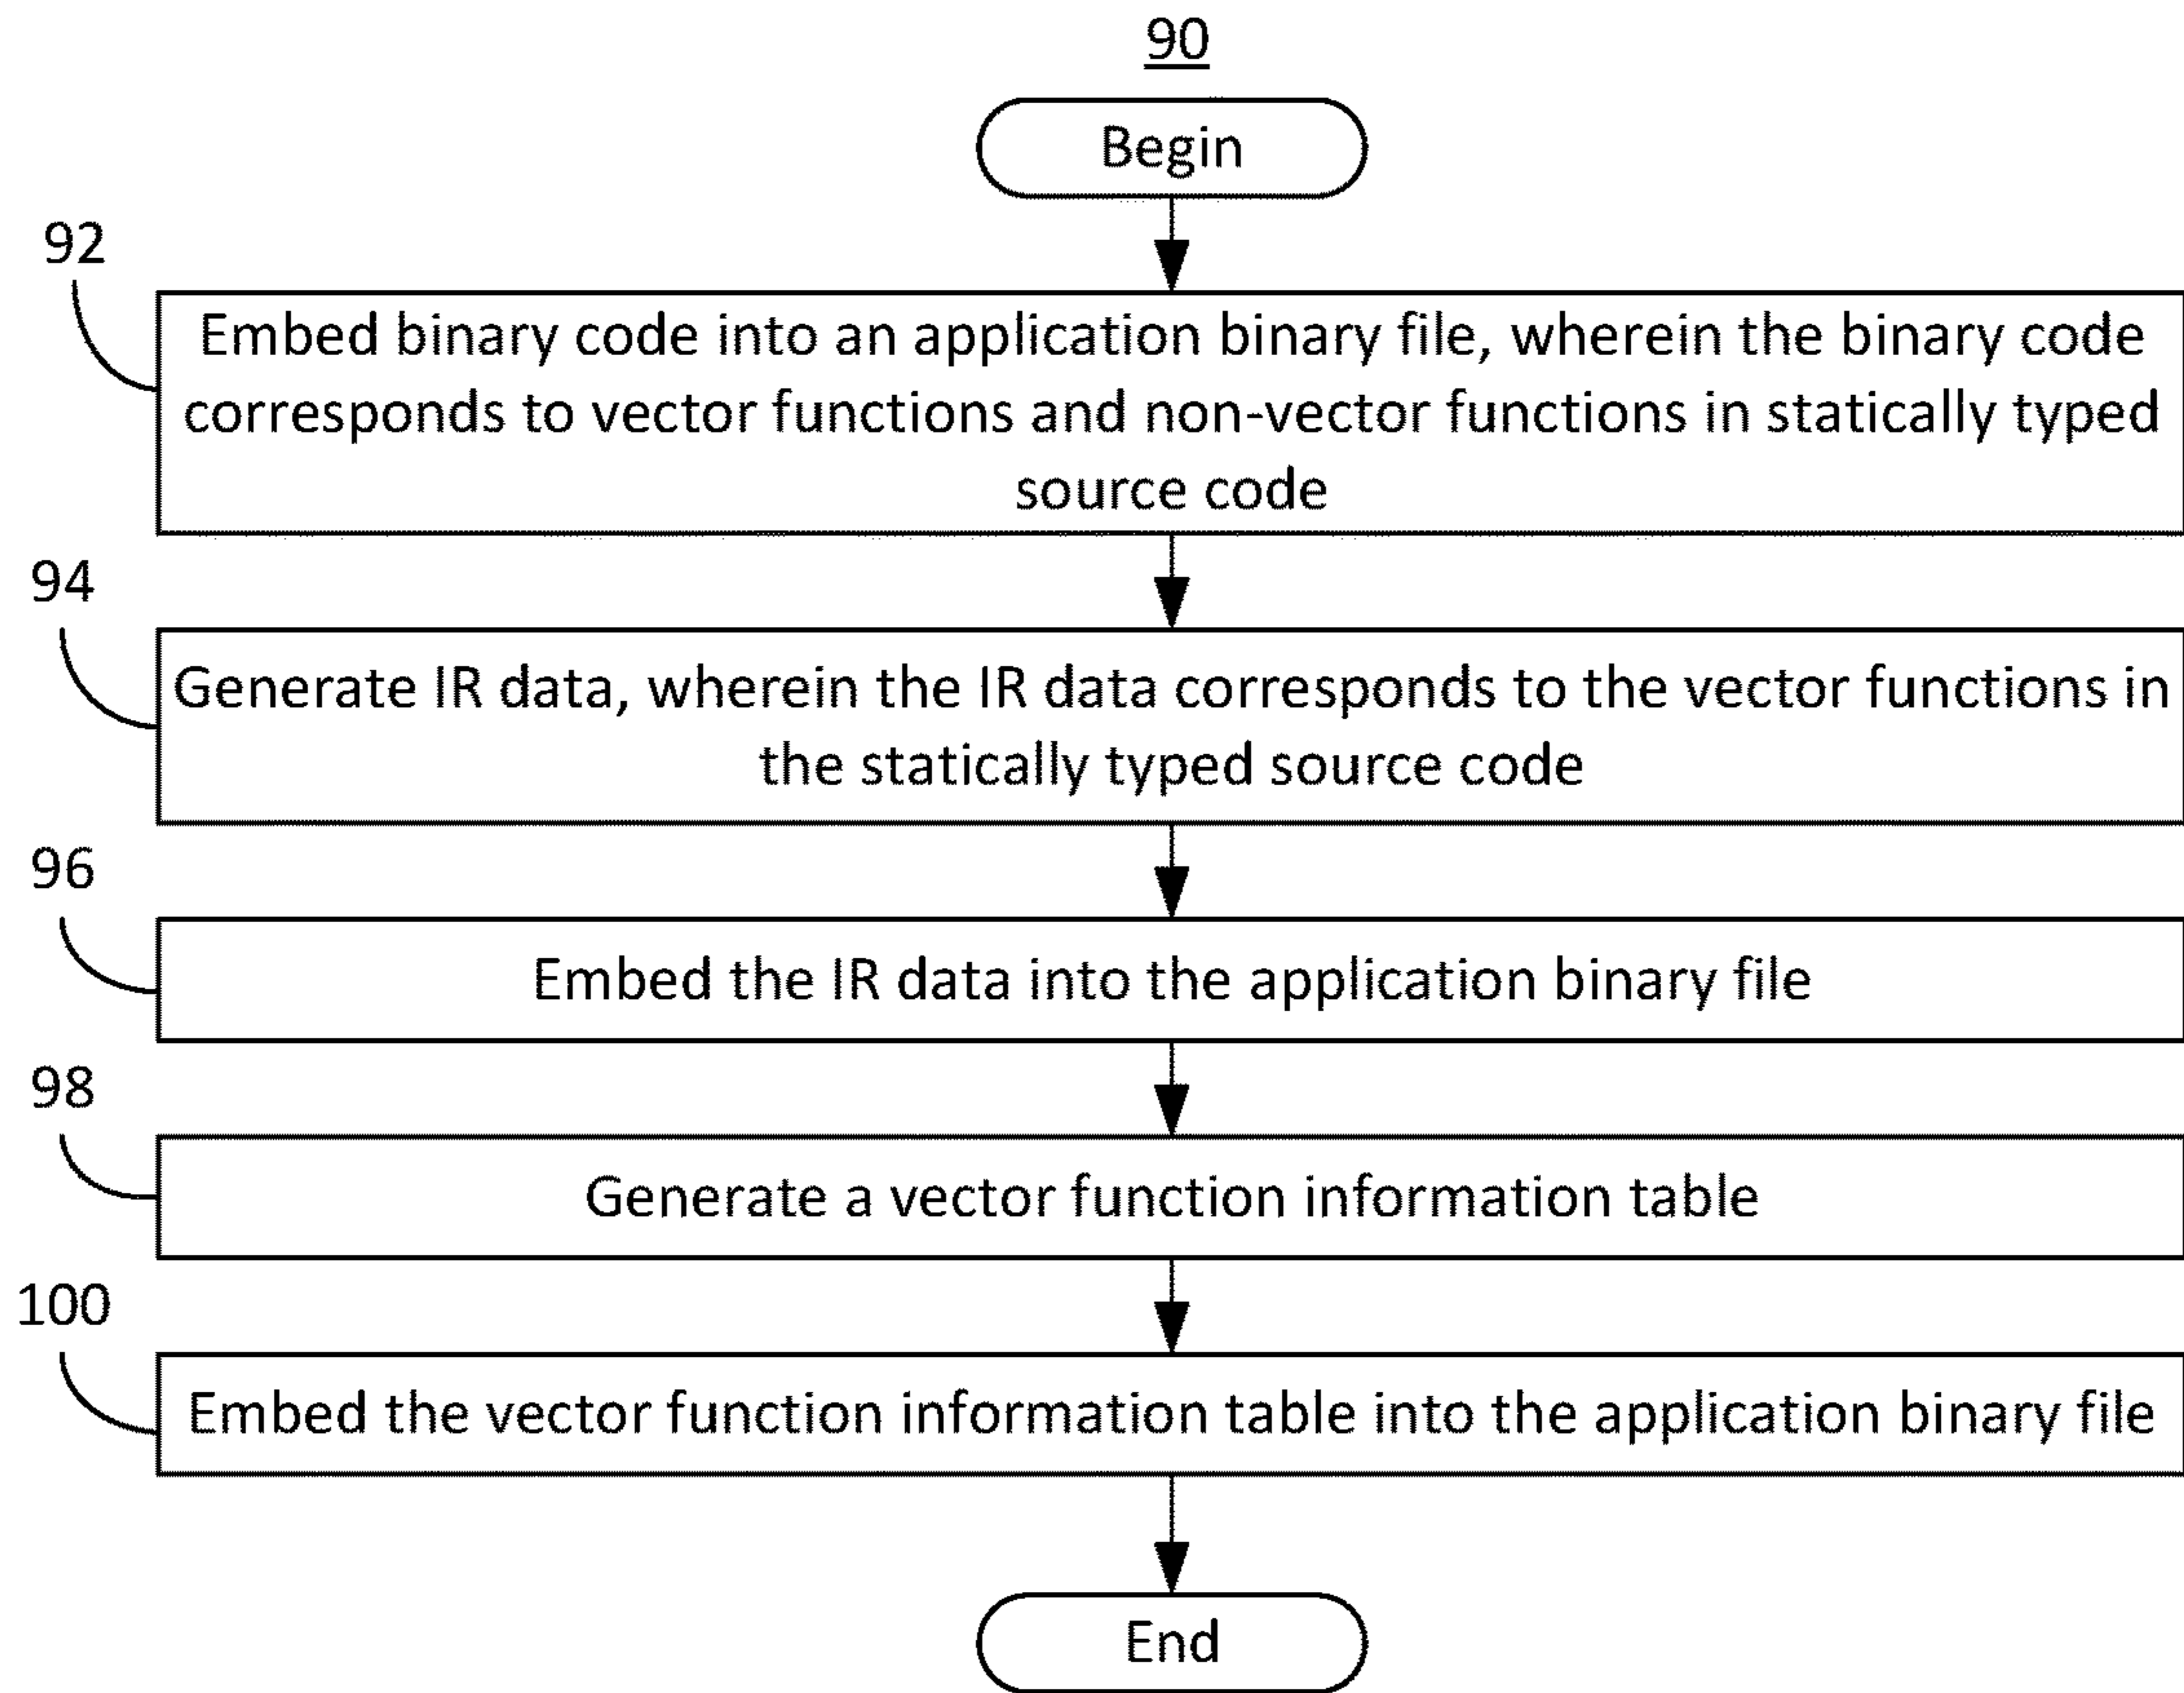 90
Begin
92
Embed binary code into an application binary file, wherein the binary code
corresponds to vector functions and non-vector functions in statically typed
source code
94
Generate IR data, wherein the IR data corresponds to the vector functions in
the statically typed source code
96
Embed the IR data into the application binary file
98
Generate a vector function information table
100
Embed the vector function information table into the application binary file
End